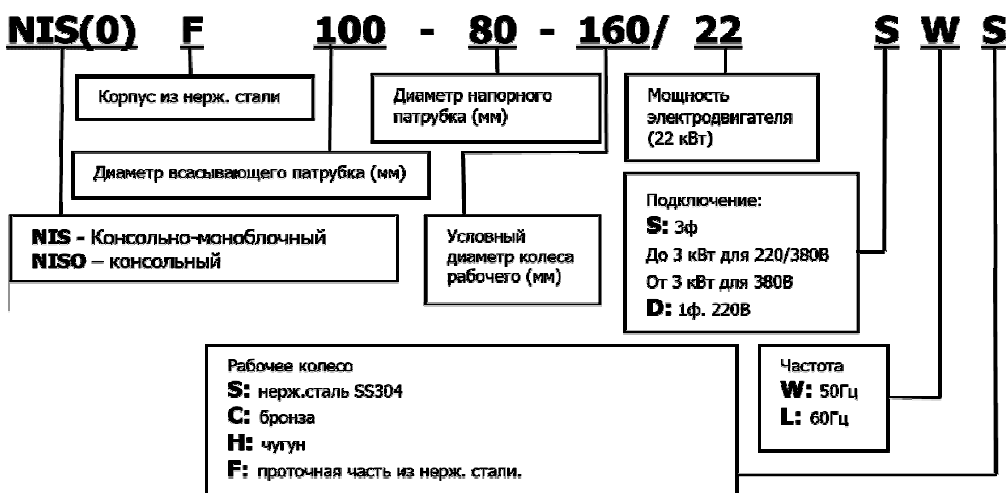 NIS(0) F 100 - 80 - 160/ 22 S W S
Корпус из нерж. стали
Диаметр напорного
патрубка (мм)
Мощность
электродвигателя
(22 кВт)
Диаметр всасывающего патрубка (мм)
NIS - Консольно-моноблочный
NISO – консольный
Условный
диаметр колеса
рабочего (мм)
Подключение:
S: 3ф
До 3 кВт для 220/380В
От 3 кВт для 380В
D: 1ф. 220В
Рабочее колесо
S: нерж.сталь SS304
C: бронза
H: чугун
F: проточная часть из нерж. стали.
Частота
W: 50Гц
L: 60Гц